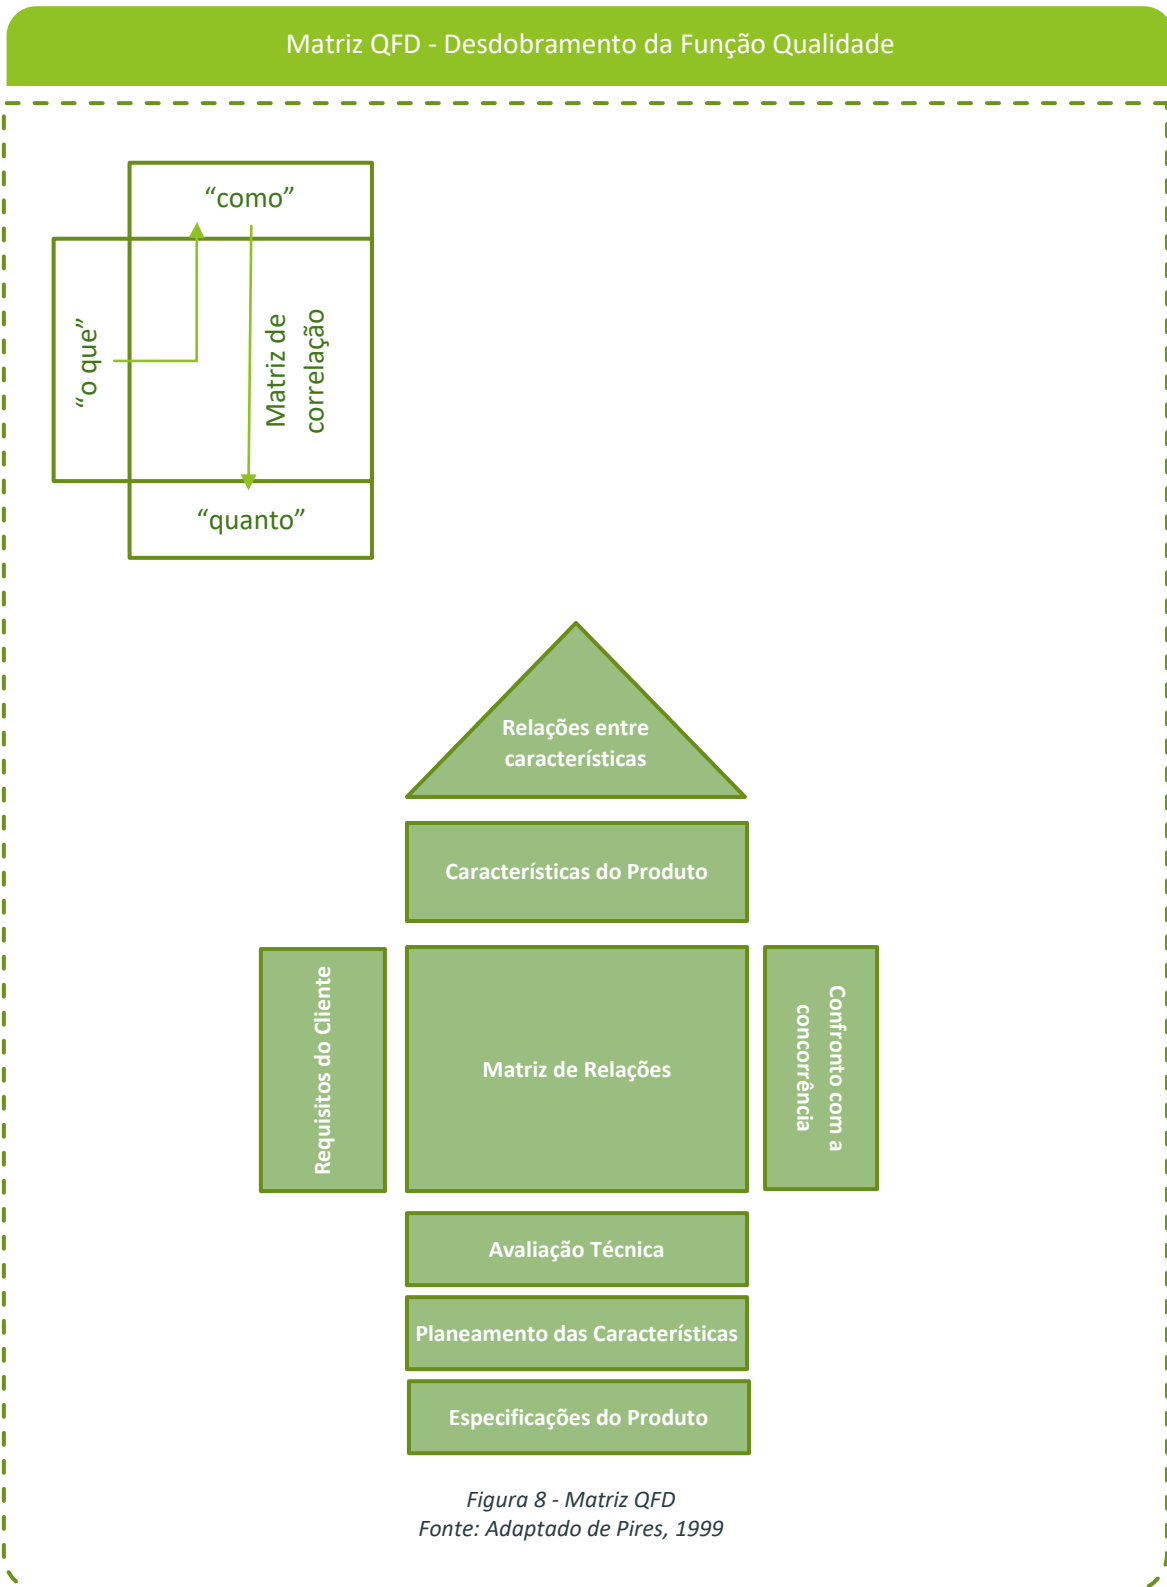 Matriz QFD - Desdobramento da Função Qualidade
“como”
“o que”
Matriz de
correlação
“quanto”
Relações entre
características
Características do Produto
Requisitos do Cliente
Matriz de Relações
Confronto com a
concorrência
Avaliação Técnica
Planeamento das Características
Especificações do Produto
Figura 8 - Matriz QFD
Fonte: Adaptado de Pires, 1999